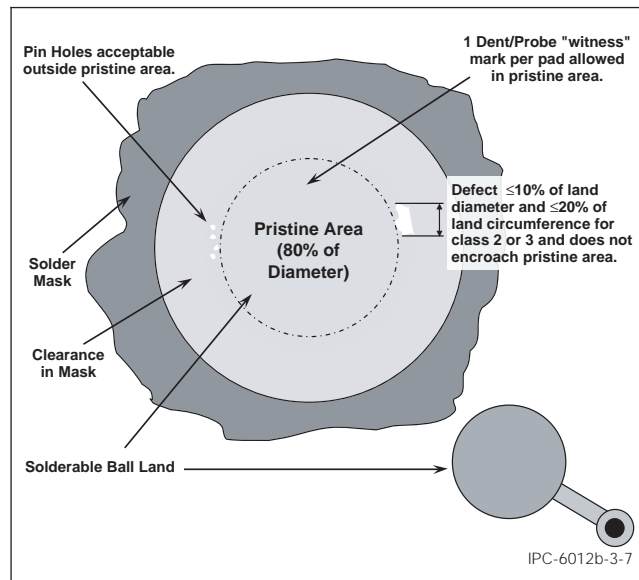 Pin Holes acceptable
outside pristine area.
1 Dent/Probe "witness"
mark per pad allowed
in pristine area.
Defect ≤10% of land
diameter and ≤20% of
land circumference for
class 2 or 3 and does not
encroach pristine area.
Pristine Area
(80% of
Diameter)
Solder
Mask
Clearance
in Mask
Solderable Ball Land
IPC-6012b-3-7